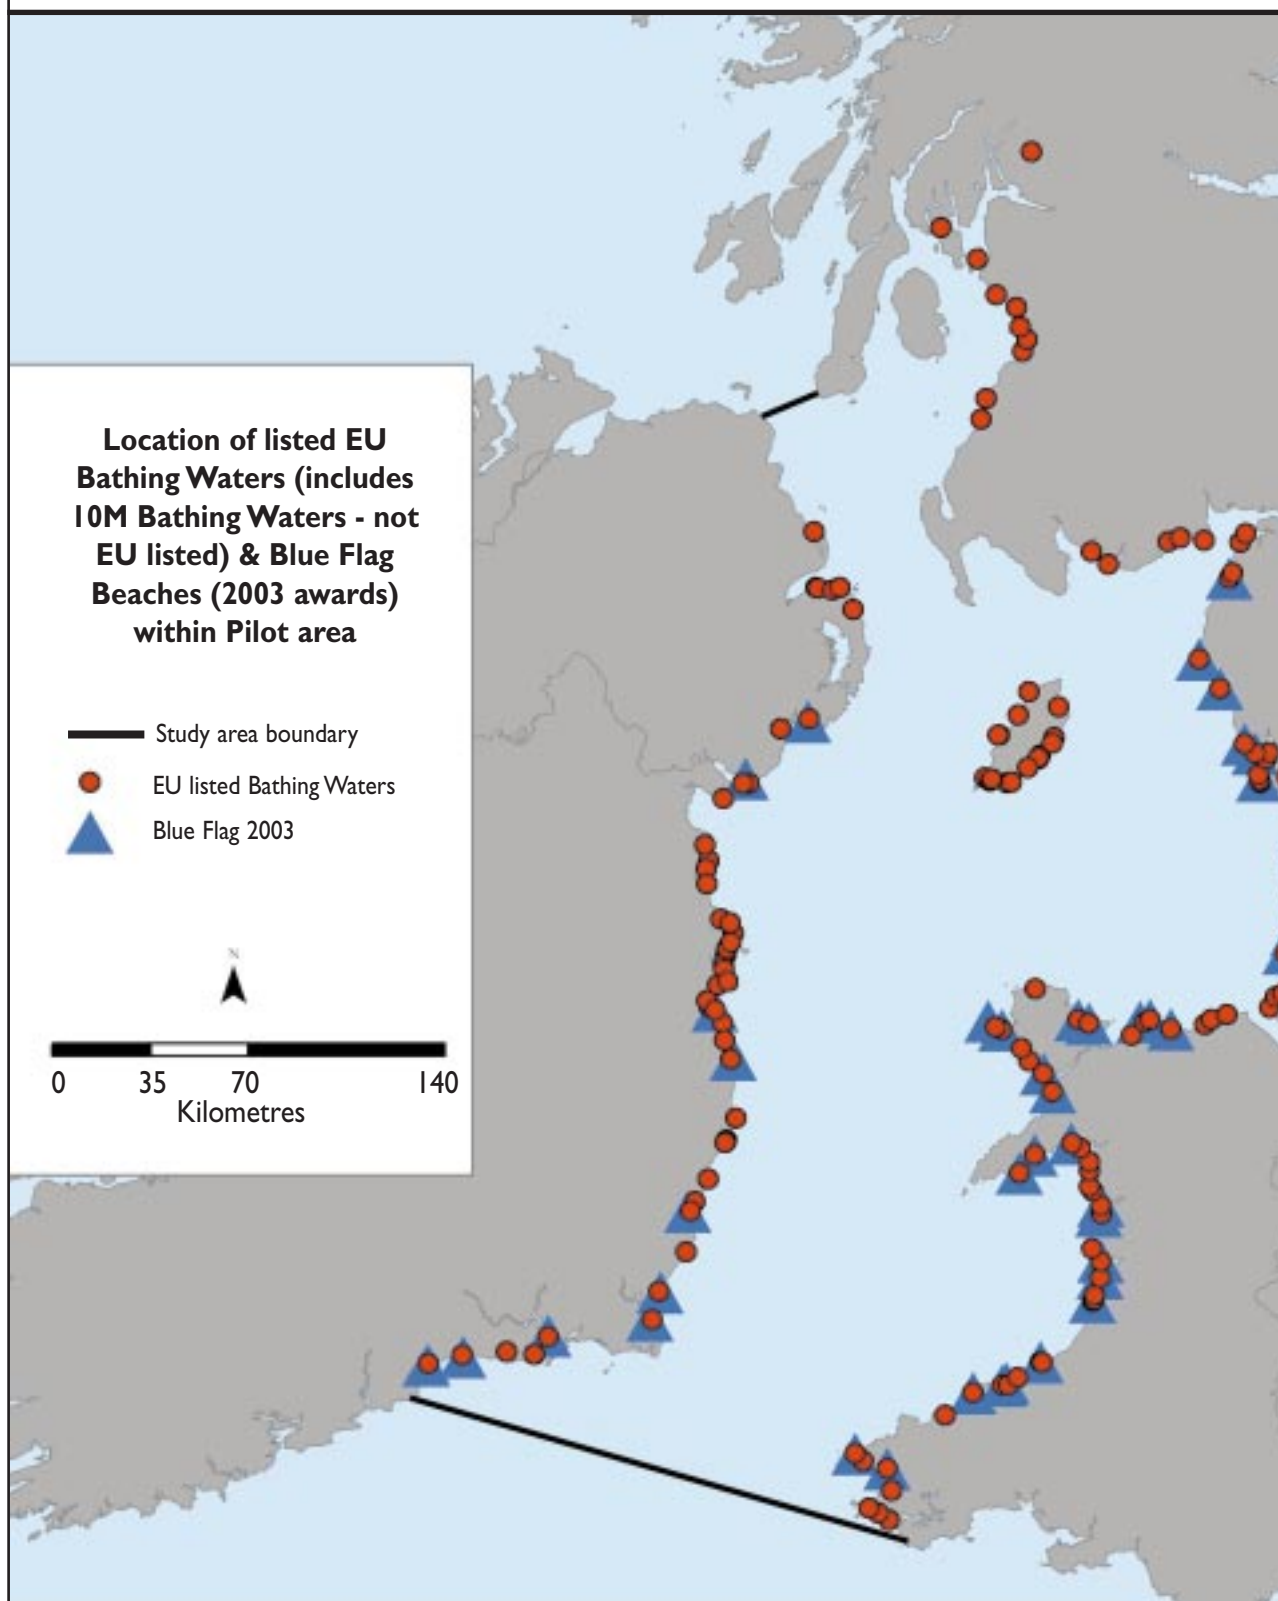 Location of listed EU
Bathing Waters (includes
10M Bathing Waters - not
EU listed) & Blue Flag
Beaches (2003 awards)
within Pilot area
Study area boundary
EU listed Bathing Waters
Blue Flag 2003
N
0 35 70 140
Kilometres